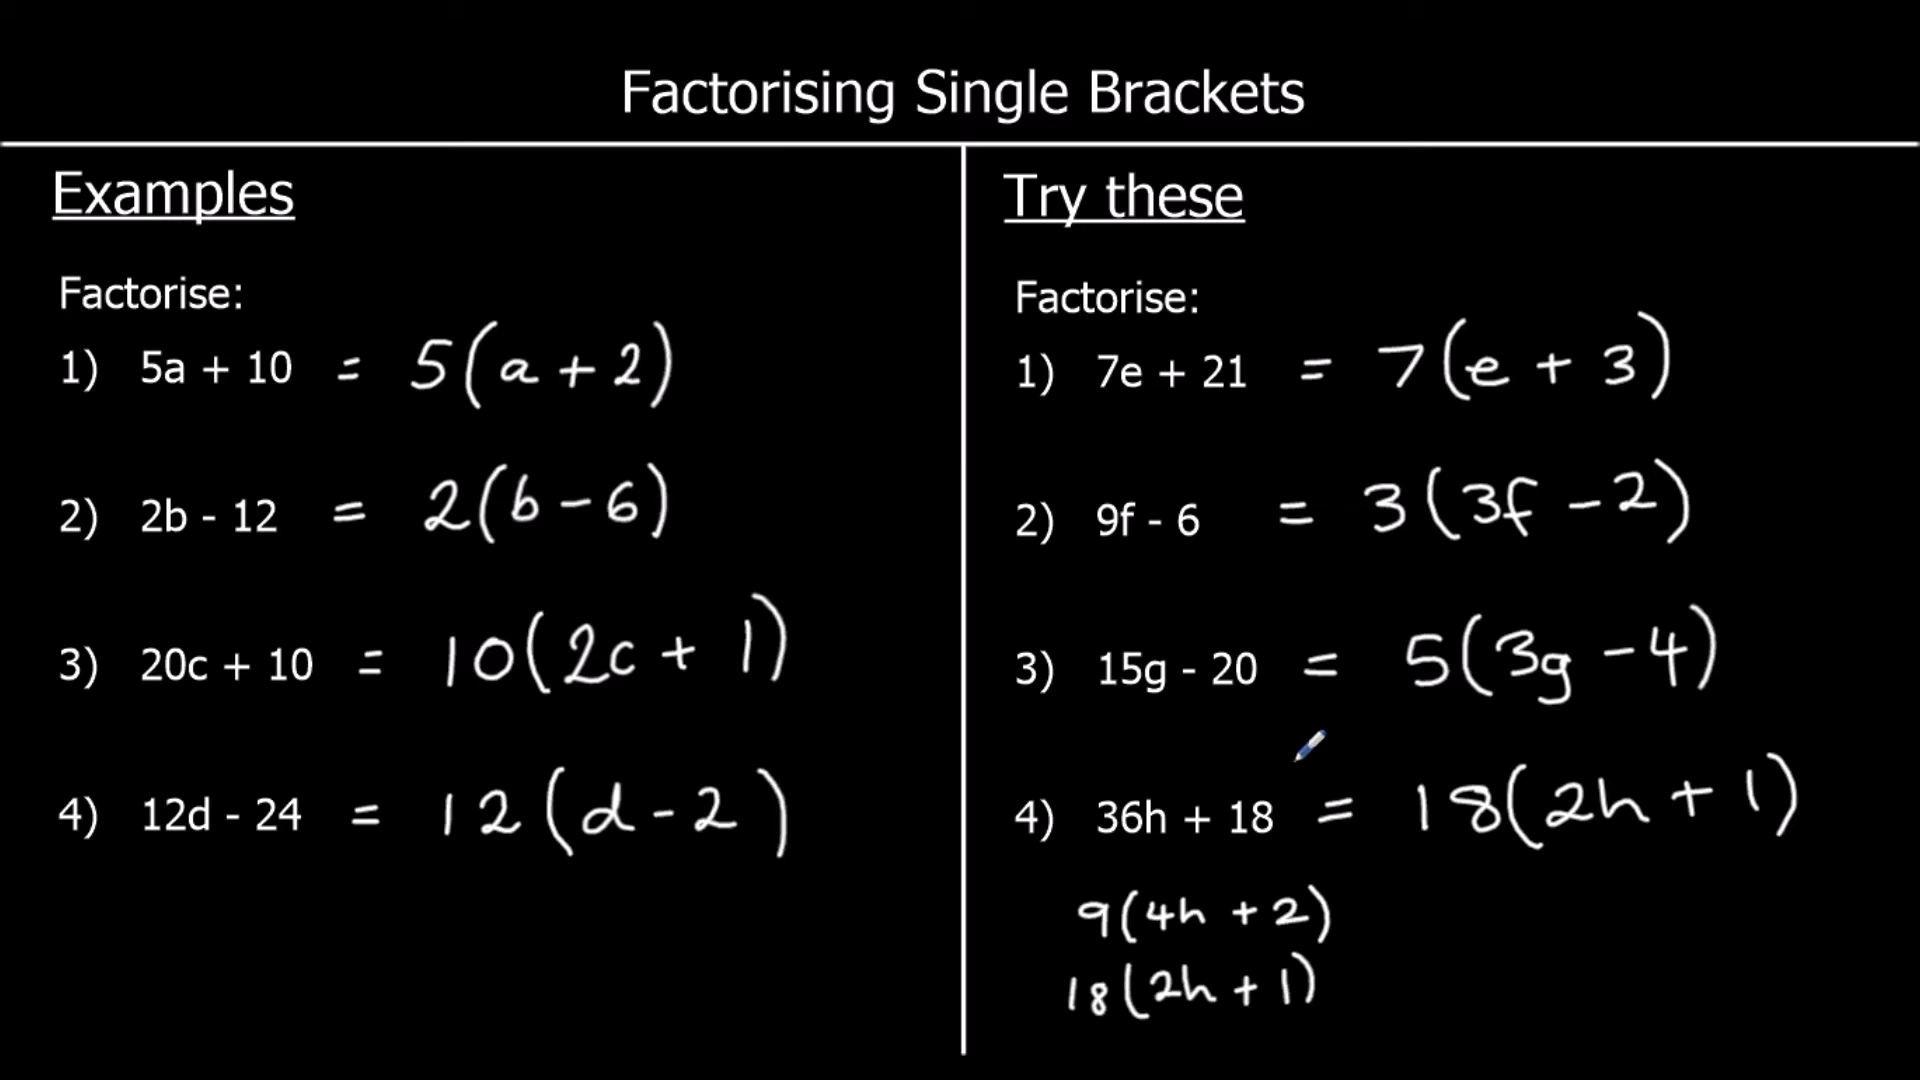 Factorising Single Brackets
Examples
Factorise:
1) 5a + 10 = 5(a + 2)
2) 2b - 12 = 2(b - 6)
3) 20c + 10 = 10(2c + 1)
4) 12d - 24 = 12(d - 2)
Try these
Factorise:
1) 7e + 21 = 7(e + 3)
2) 9f - 6 = 3(3f - 2)
3) 15g - 20 = 5(3g - 4)
4) 36h + 18 = 18(2h + 1)
9(4h + 2)
18(2h + 1)